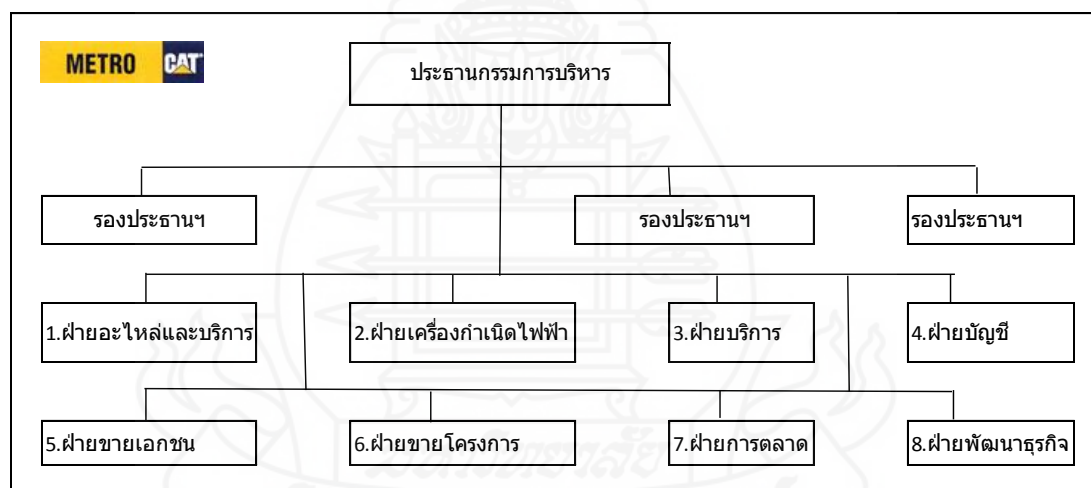 METRO CAT
ประธานกรรมการบริหาร
รองประธานฯ
รองประธานฯ
รองประธานฯ
1.ฝ่ายอะไหล่และบริการ
2.ฝ่ายเครื่องกำเนิดไฟฟ้า
3.ฝ่ายบริการ
4.ฝ่ายบัญชี
5.ฝ่ายขายเอกชน
6.ฝ่ายขายโครงการ
7.ฝ่ายการตลาด
8.ฝ่ายพัฒนาธุรกิจ